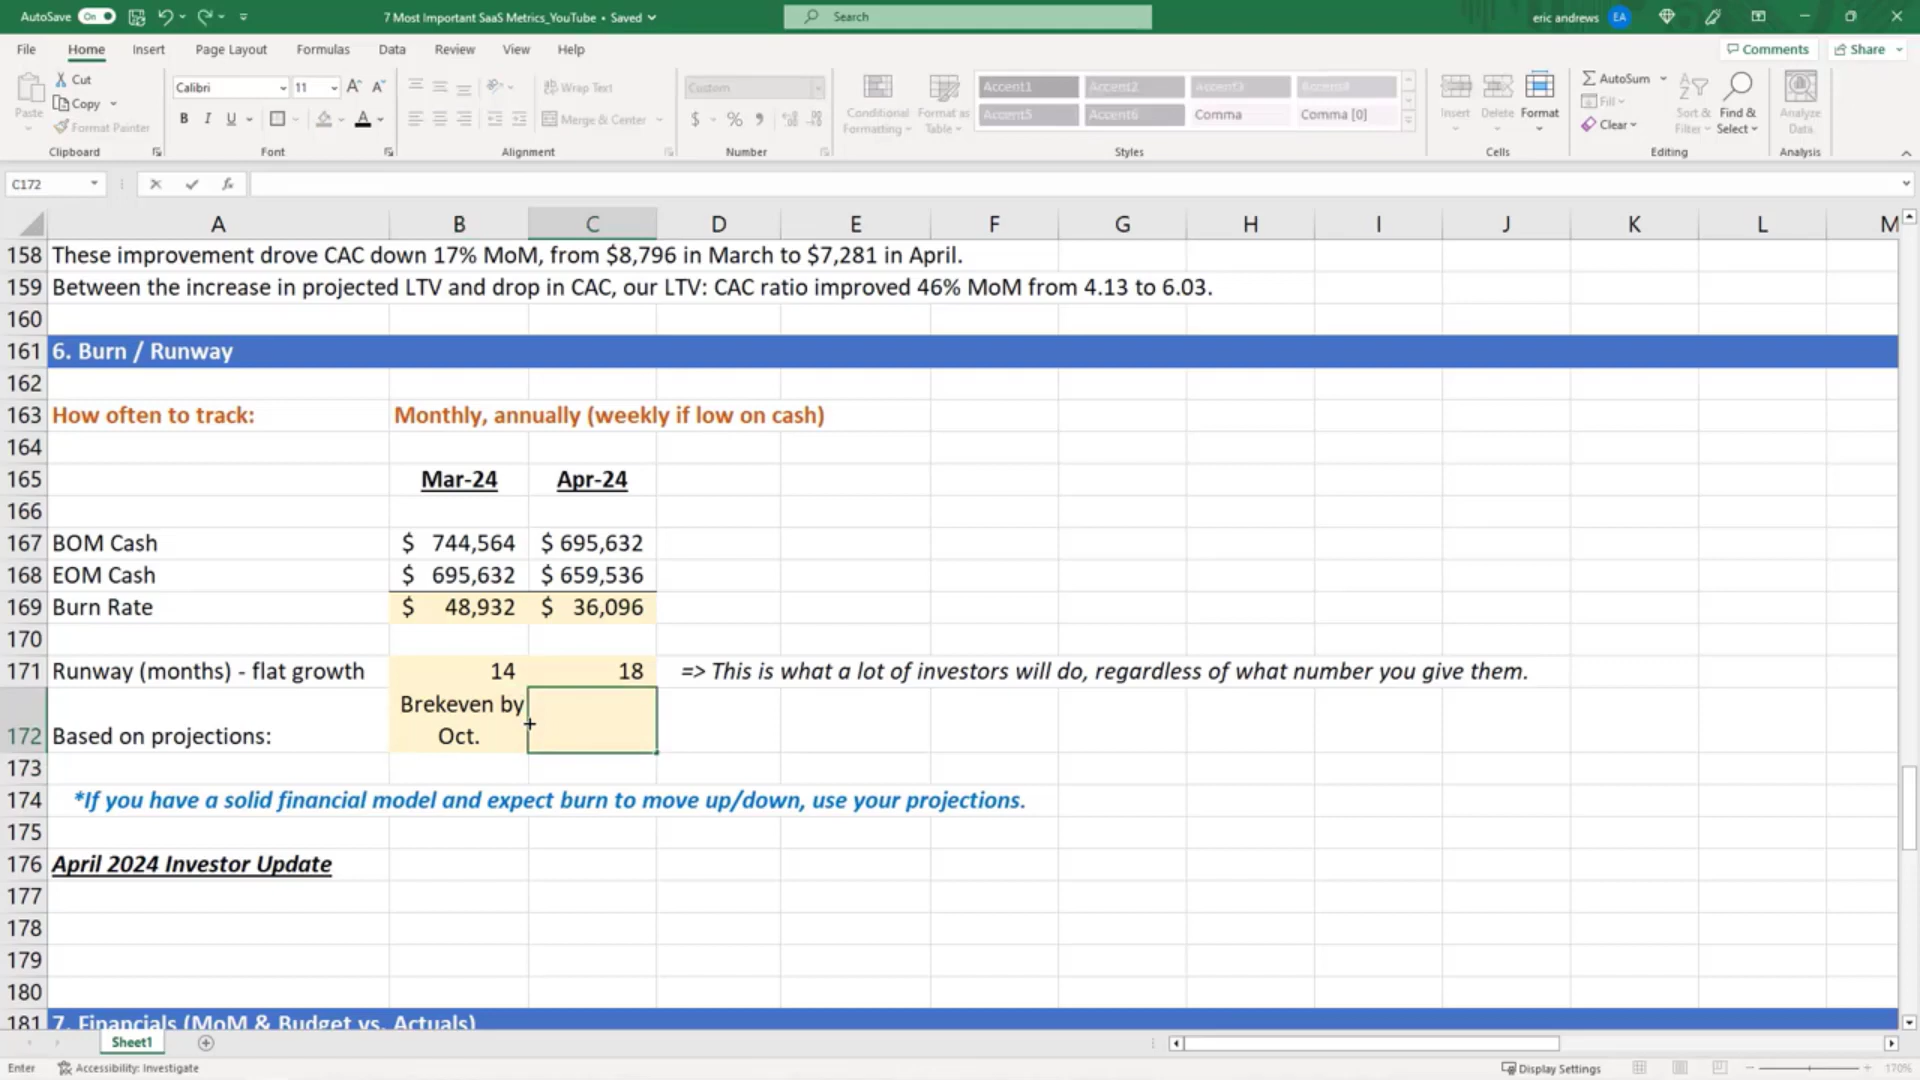 AutoSave On 7 Most Important SaaS Metrics_YouTube • Saved Search eric andrews EA
File Home Insert Page Layout Formulas Data Review View Help Comments Share
Paste Cut Copy Format Painter Clipboard
Calibri 11 A A B I U A Font
Wrap Text Merge & Center Alignment
Custom $ % Number
Conditional Formatting Format as Table
Accent1 Accent2 Accent3 Accent4
Accent5 Accent6 Comma Comma [0]
Styles
Insert Delete Format Cells
AutoSum Fill Clear Sort & Filter Find & Select Editing
Analyze Data Analysis
C172 fx
A B C D E F G H I J K L M
158 These improvement drove CAC down 17% MoM, from $8,796 in March to $7,281 in April.
159 Between the increase in projected LTV and drop in CAC, our LTV: CAC ratio improved 46% MoM from 4.13 to 6.03.
160
161 6. Burn / Runway
162
163 How often to track: Monthly, annually (weekly if low on cash)
164
165 Mar-24 Apr-24
166
167 BOM Cash $ 744,564 $ 695,632
168 EOM Cash $ 695,632 $ 659,536
169 Burn Rate $ 48,932 $ 36,096
170
171 Runway (months) - flat growth 14 18 => This is what a lot of investors will do, regardless of what number you give them.
172 Based on projections: Brekeven by Oct.
173
174 *If you have a solid financial model and expect burn to move up/down, use your projections.
175
176 April 2024 Investor Update
177
178
179
180
181 7. Financials (MoM & Budget vs. Actuals)
Sheet1
Enter Accessibility: Investigate Display Settings 170%